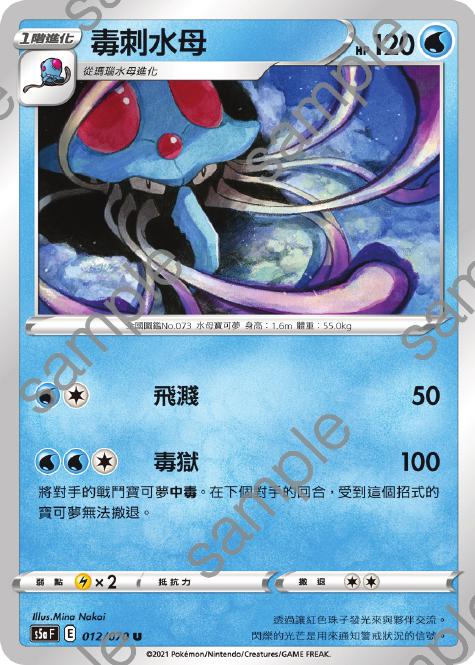 1階進化
毒刺水母
HP 120
從瑪瑙水母進化
全國圖鑑No.073 水母寶可夢 身高:1.6m 體重:55.0kg
飛濺 50
毒獄 100
將對手的戰鬥寶可夢中毒。在下個對手的回合,受到這個招式的
寶可夢無法撤退。
弱點 ×2 抵抗力 撤退
Illus.Mina Nakai
s5a F E 012/070 U
透過讓紅色珠子發光來與夥伴交流。
閃爍的光芒是用來通知警戒狀況的信號。
©2021 Pokémon/Nintendo/Creatures/GAME FREAK.
sample
sample
sample
sample
sample
sample
sample